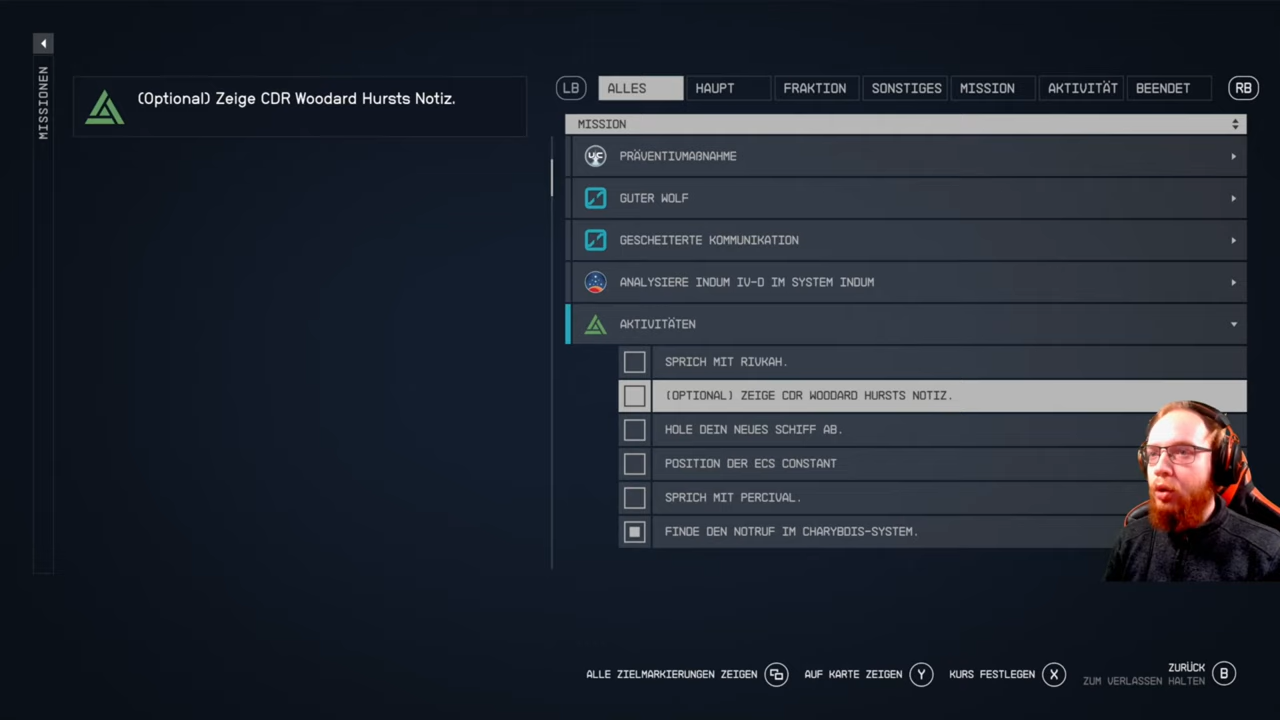 MISSIONEN
(Optional) Zeige CDR Woodard Hursts Notiz.
LB
ALLES
HAUPT
FRAKTION
SONSTIGES
MISSION
AKTIVITÄT
BEENDET
RB
MISSION
PRÄVENTIVMAẞNAHME
GUTER WOLF
GESCHEITERTE KOMMUNIKATION
ANALYSIERE INDUM IV-D IM SYSTEM INDUM
AKTIVITÄTEN
SPRICH MIT RIVKAH.
(OPTIONAL) ZEIGE CDR WOODARD HURSTS NOTIZ.
HOLE DEIN NEUES SCHIFF AB.
POSITION DER ECS CONSTANT
SPRICH MIT PERCIVAL.
FINDE DEN NOTRUF IM CHARYBDIS-SYSTEM.
ALLE ZIELMARKIERUNGEN ZEIGEN
AUF KARTE ZEIGEN Y
KURS FESTLEGEN X
ZURÜCK B
ZUM VERLASSEN HALTEN